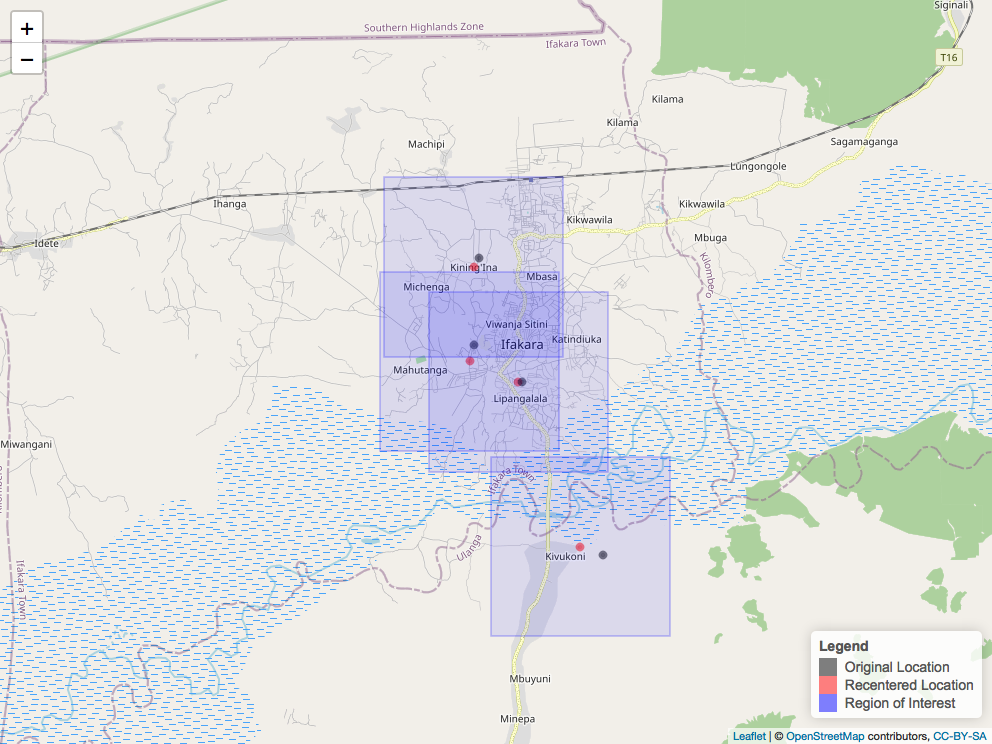 Siginali
+
Southern Highlands Zone
Ifakara Town
−
T16
Kilama
Kilama
Machipi
Sagamaganga
Lungongole
Ihanga
Kikwawila
Kikwawila
Idete
Mbuga
Kining'Ina
Kilombero
Mbasa
Michenga
Viwanja Sitini
Ifakara
Katindiuka
Mahutanga
Lipangalala
Miwangani
Ifakara Town
Ulanga
Kivukoni
Ifakara Town
Mbuyuni
Minepa
Legend
Original Location
Recentered Location
Region of Interest
Leaflet | © OpenStreetMap contributors, CC-BY-SA